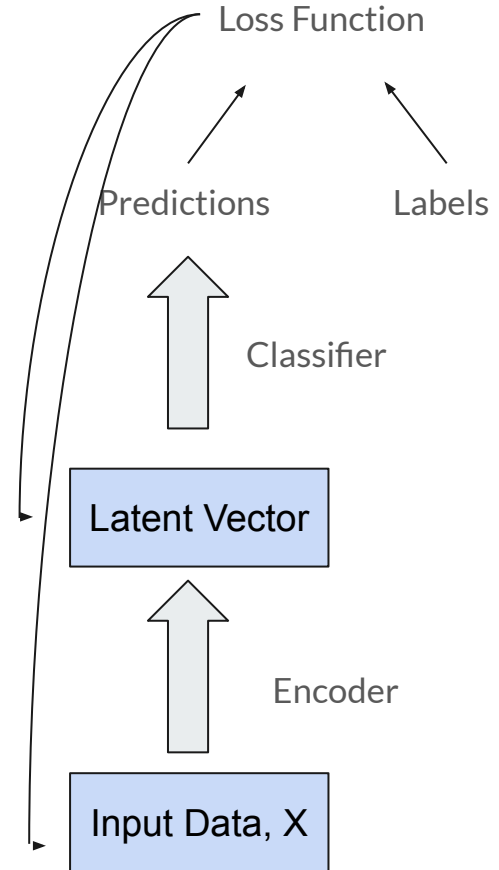 Loss Function
Predictions
Labels
Classifier
Latent Vector
Encoder
Input Data, X